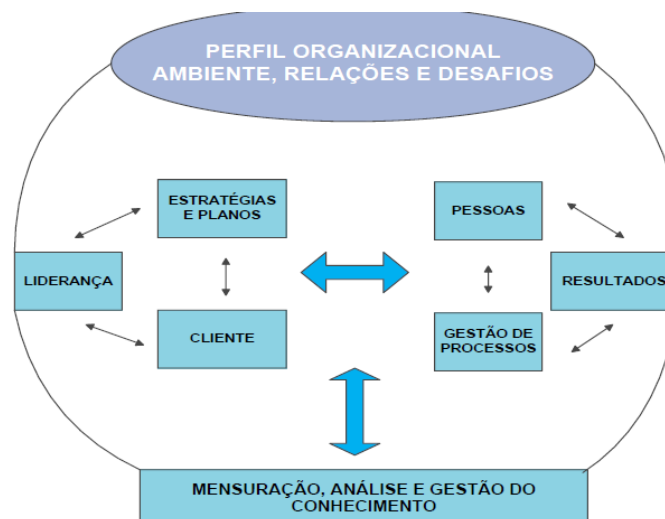 PERFIL ORGANIZACIONAL
AMBIENTE, RELAÇÕES E DESAFIOS
ESTRATÉGIAS
E PLANOS
PESSOAS
LIDERANÇA
RESULTADOS
CLIENTE
GESTÃO DE
PROCESSOS
MENSURAÇÃO, ANÁLISE E GESTÃO DO
CONHECIMENTO